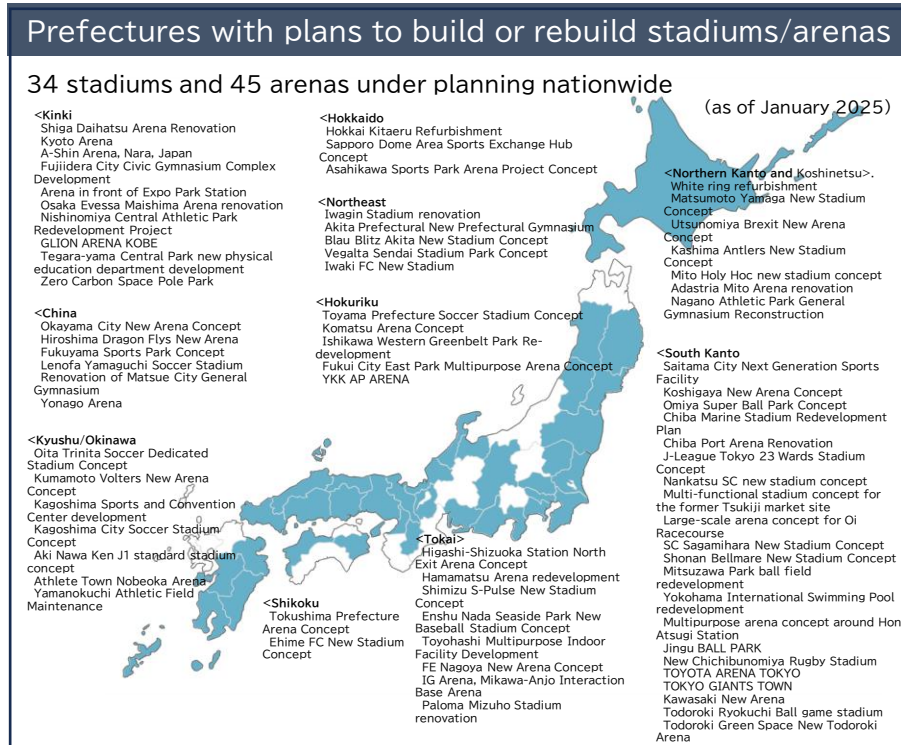 Prefectures with plans to build or rebuild stadiums/arenas
34 stadiums and 45 arenas under planning nationwide
(as of January 2025)
<Kinki
Shiga Daihatsu Arena Renovation
Kyoto Arena
A-Shin Arena, Nara, Japan
Fujiidera City Civic Gymnasium Complex
Development
Arena in front of Expo Park Station
Osaka Evessa Maishima Arena renovation
Nishinomiya Central Athletic Park
Redevelopment Project
GLION ARENA KOBE
Tegara-yama Central Park new physical
education department development
Zero Carbon Space Pole Park
<China
Okayama City New Arena Concept
Hiroshima Dragon Flys New Arena
Fukuyama Sports Park Concept
Lenofa Yamaguchi Soccer Stadium
Renovation of Matsue City General
Gymnasium
Yonago Arena
<Kyushu/Okinawa
Oita Trinita Soccer Dedicated
Stadium Concept
Kumamoto Volters New Arena
Concept
Kagoshima Sports and Convention
Center development
Kagoshima City Soccer Stadium
Concept
Aki Nawa Ken J1 standard stadium
concept
Athlete Town Nobeoka Arena
Yamanokuchi Athletic Field
Maintenance
<Hokkaido
Hokkai Kitaeru Refurbishment
Sapporo Dome Area Sports Exchange Hub
Concept
Asahikawa Sports Park Arena Project Concept
<Northeast
Iwagin Stadium renovation
Akita Prefectural New Prefectural Gymnasium
Blau Blitz Akita New Stadium Concept
Vegalta Sendai Stadium Park Concept
Iwaki FC New Stadium
<Hokuriku
Toyama Prefecture Soccer Stadium Concept
Komatsu Arena Concept
Ishikawa Western Greenbelt Park Re-
development
Fukui City East Park Multipurpose Arena Concept
YKK AP ARENA
<Shikoku
Tokushima Prefecture
Arena Concept
Ehime FC New Stadium
Concept
<Tokai>
Higashi-Shizuoka Station North
Exit Arena Concept
Hamamatsu Arena redevelopment
Shimizu S-Pulse New Stadium
Concept
Enshu Nada Seaside Park New
Baseball Stadium Concept
Toyohashi Multipurpose Indoor
Facility Development
FE Nagoya New Arena Concept
IG Arena, Mikawa-Anjo Interaction
Base Arena
Paloma Mizuho Stadium
renovation
<Northern Kanto and Koshinetsu>.
White ring refurbishment
Matsumoto Yamaga New Stadium
Concept
Utsunomiya Brexit New Arena
Concept
Kashima Antlers New Stadium
Concept
Mito Holy Hoc new stadium concept
Adastria Mito Arena renovation
Nagano Athletic Park General
Gymnasium Reconstruction
<South Kanto
Saitama City Next Generation Sports
Facility
Koshigaya New Arena Concept
Omiya Super Ball Park Concept
Chiba Marine Stadium Redevelopment
Plan
Chiba Port Arena Renovation
J-League Tokyo 23 Wards Stadium
Concept
Nankatsu SC new stadium concept
Multi-functional stadium concept for
the former Tsukiji market site
Large-scale arena concept for Oi
Racecourse
SC Sagamihara New Stadium Concept
Shonan Bellmare New Stadium Concept
Mitsuzawa Park ball field
redevelopment
Yokohama International Swimming Pool
redevelopment
Multipurpose arena concept around Hon
Atsugi Station
Jingu BALL PARK
New Chichibunomiya Rugby Stadium
TOYOTA ARENA TOKYO
TOKYO GIANTS TOWN
Kawasaki New Arena
Todoroki Ryokuchi Ball game stadium
Todoroki Green Space New Todoroki
Arena